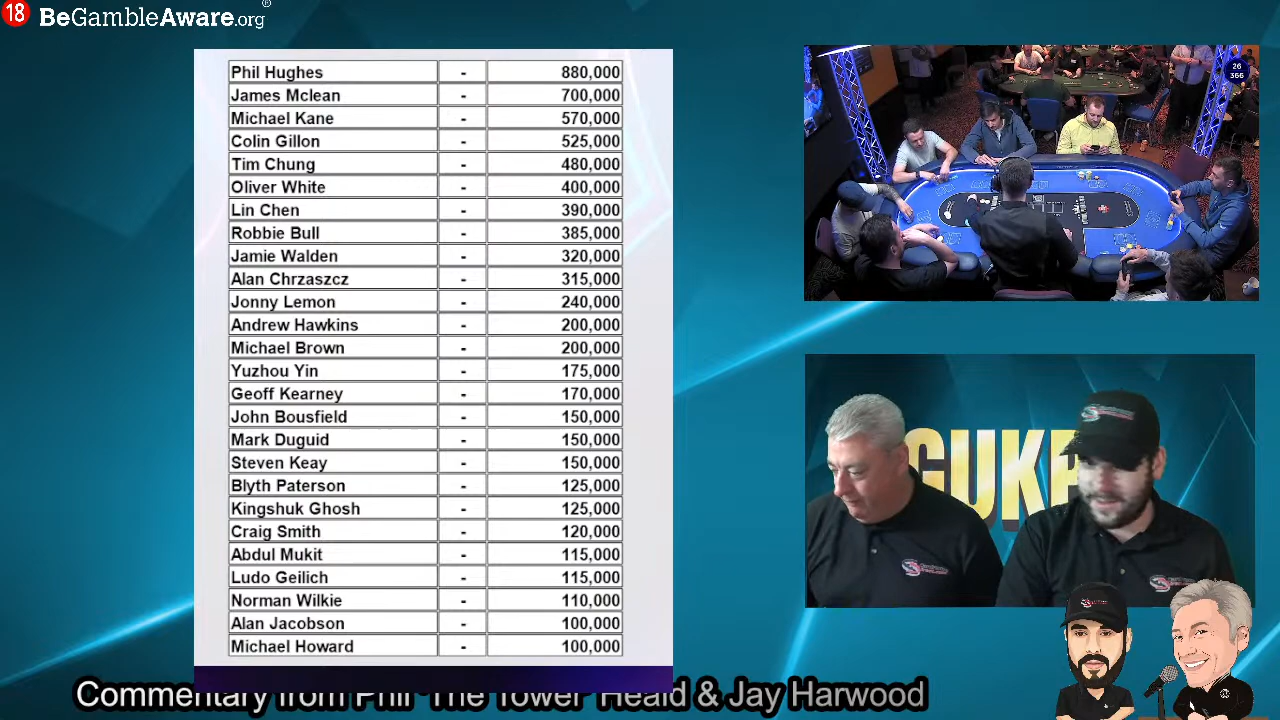 18 BeGambleAware.org®
Phil Hughes - 880,000
James Mclean - 700,000
Michael Kane - 570,000
Colin Gillon - 525,000
Tim Chung - 480,000
Oliver White - 400,000
Lin Chen - 390,000
Robbie Bull - 385,000
Jamie Walden - 320,000
Alan Chrzaszcz - 315,000
Jonny Lemon - 240,000
Andrew Hawkins - 200,000
Michael Brown - 200,000
Yuzhou Yin - 175,000
Geoff Kearney - 170,000
John Bousfield - 150,000
Mark Duguid - 150,000
Steven Keay - 150,000
Blyth Paterson - 125,000
Kingshuk Ghosh - 125,000
Craig Smith - 120,000
Abdul Mukit - 115,000
Ludo Geilich - 115,000
Norman Wilkie - 110,000
Alan Jacobson - 100,000
Michael Howard - 100,000
26
366
GUKP
Commentary from Phil 'The Tower' Heald & Jay Harwood